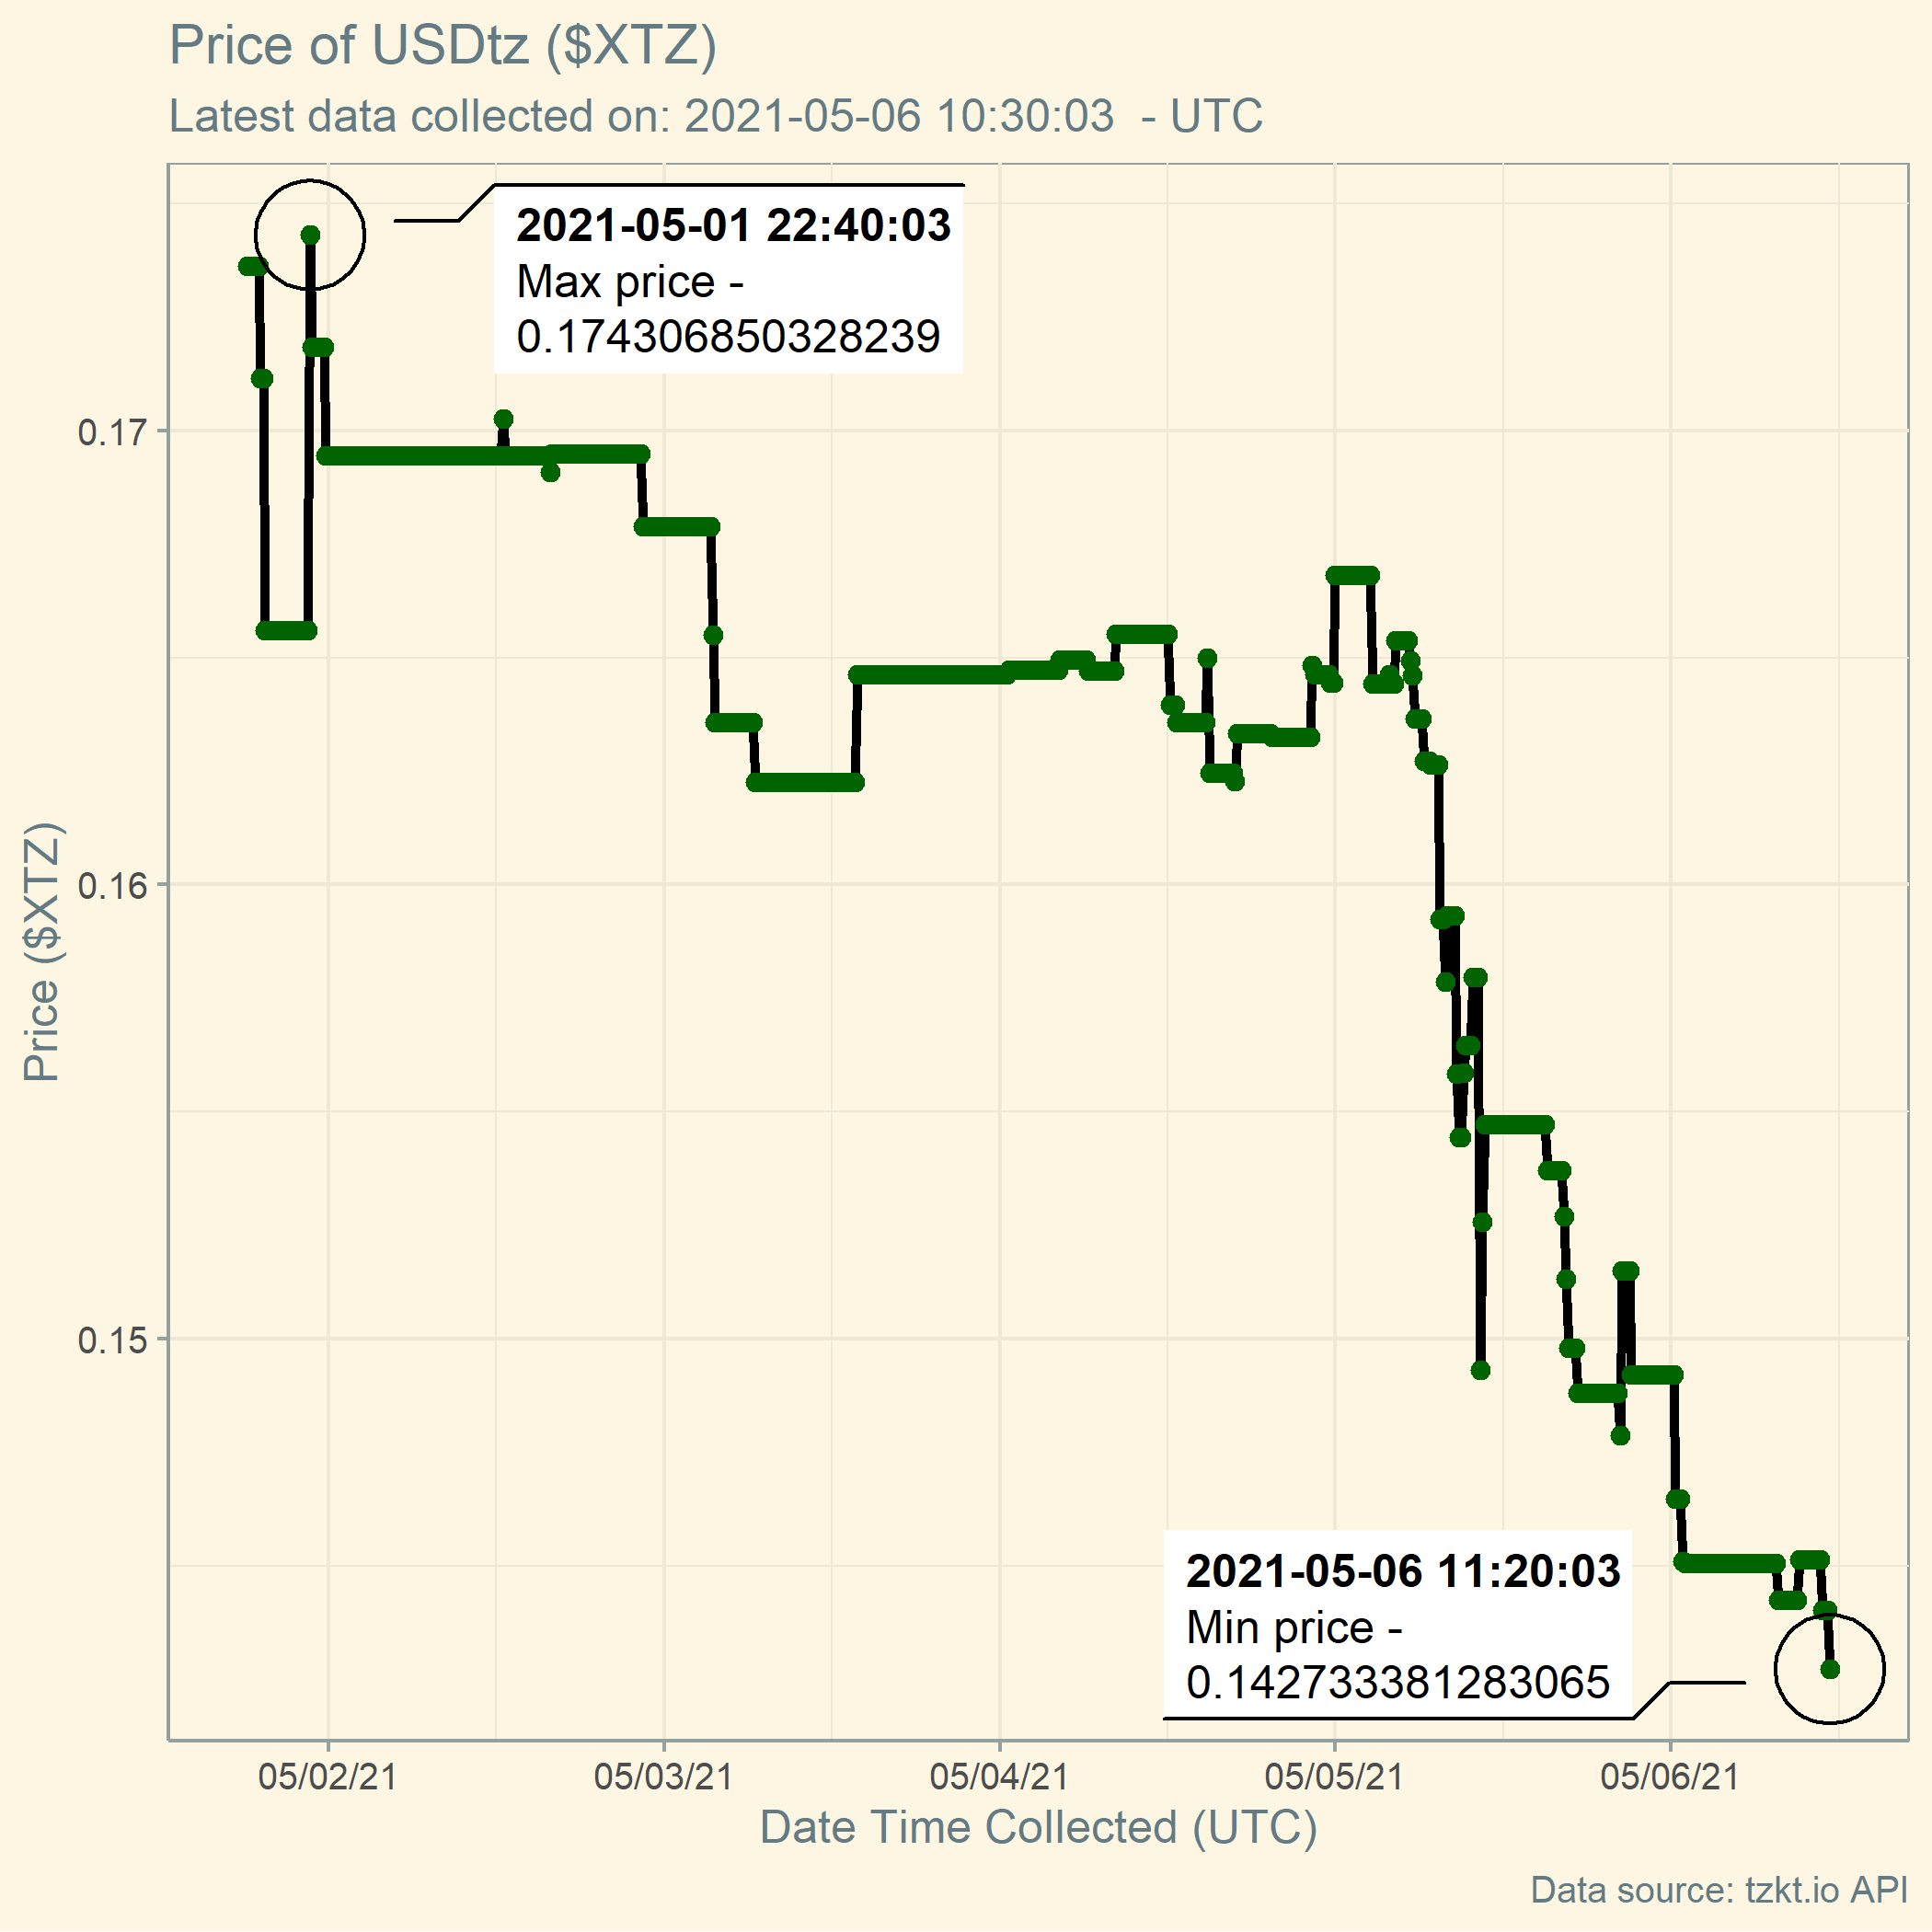 Price of USDtz ($XTZ)
Latest data collected on: 2021-05-06 10:30:03  - UTC
2021-05-01 22:40:03
Max price -
0.174306850328239
0.17
0.16
0.15
Price ($XTZ)
2021-05-06 11:20:03
Min price -
0.142733381283065
05/02/21
05/03/21
05/04/21
05/05/21
05/06/21
Date Time Collected (UTC)
Data source: tzkt.io API